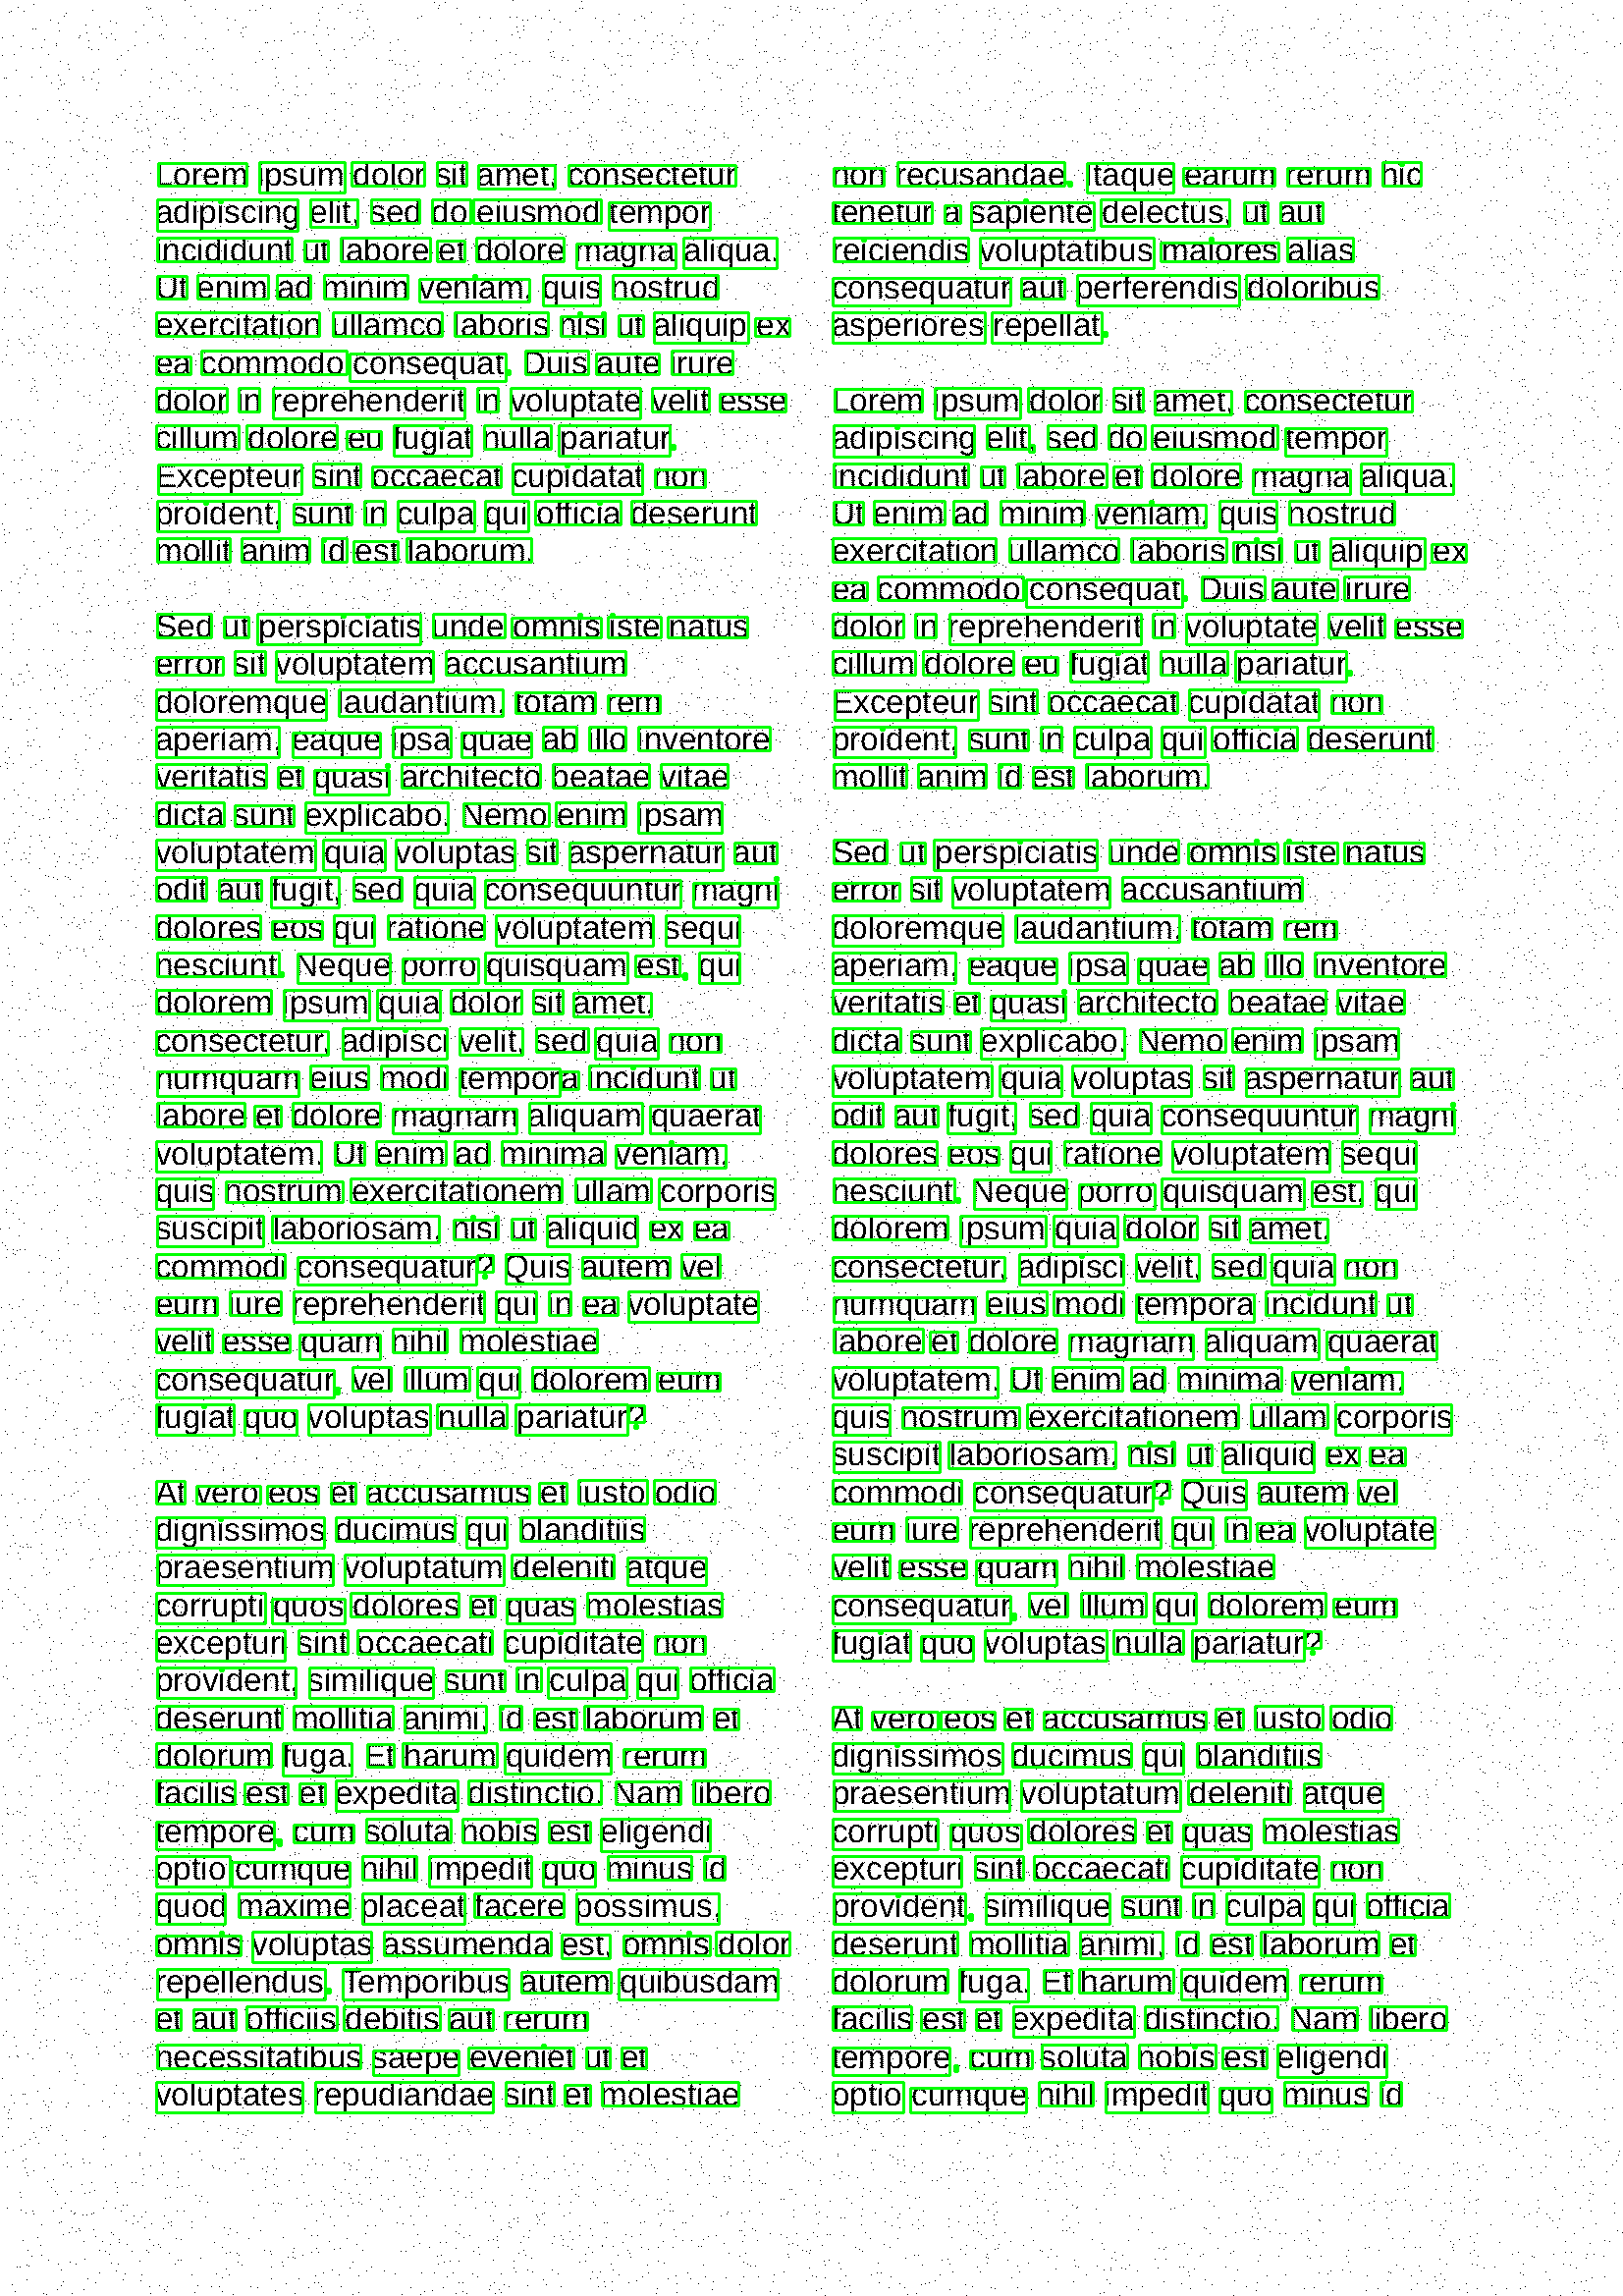 Lorem ipsum dolor sit amet, consectetur
adipiscing elit, sed do eiusmod tempor
incididunt ut labore et dolore magna aliqua.
Ut enim ad minim veniam, quis nostrud
exercitation ullamco laboris nisi ut aliquip ex
ea commodo consequat. Duis aute irure
dolor in reprehenderit in voluptate velit esse
cillum dolore eu fugiat nulla pariatur.
Excepteur sint occaecat cupidatat non
proident, sunt in culpa qui officia deserunt
mollit anim id est laborum.
Sed ut perspiciatis unde omnis iste natus
error sit voluptatem accusantium
doloremque laudantium, totam rem
aperiam, eaque ipsa quae ab illo inventore
veritatis et quasi architecto beatae vitae
dicta sunt explicabo. Nemo enim ipsam
voluptatem quia voluptas sit aspernatur aut
odit aut fugit, sed quia consequuntur magni
dolores eos qui ratione voluptatem sequi
nesciunt. Neque porro quisquam est, qui
dolorem ipsum quia dolor sit amet,
consectetur, adipisci velit, sed quia non
numquam eius modi tempora incidunt ut
labore et dolore magnam aliquam quaerat
voluptatem. Ut enim ad minima veniam,
quis nostrum exercitationem ullam corporis
suscipit laboriosam, nisi ut aliquid ex ea
commodi consequatur? Quis autem vel
eum iure reprehenderit qui in ea voluptate
velit esse quam nihil molestiae
consequatur, vel illum qui dolorem eum
fugiat quo voluptas nulla pariatur?
At vero eos et accusamus et iusto odio
dignissimos ducimus qui blanditiis
praesentium voluptatum deleniti atque
corrupti quos dolores et quas molestias
excepturi sint occaecati cupiditate non
provident, similique sunt in culpa qui officia
deserunt mollitia animi, id est laborum et
dolorum fuga. Et harum quidem rerum
facilis est et expedita distinctio. Nam libero
tempore, cum soluta nobis est eligendi
optio cumque nihil impedit quo minus id
quod maxime placeat facere possimus,
omnis voluptas assumenda est, omnis dolor
repellendus. Temporibus autem quibusdam
et aut officiis debitis aut rerum
necessitatibus saepe eveniet ut et
voluptates repudiandae sint et molestiae
non recusandae. Itaque earum rerum hic
tenetur a sapiente delectus, ut aut
reiciendis voluptatibus maiores alias
consequatur aut perferendis doloribus
asperiores repellat.
Lorem ipsum dolor sit amet, consectetur
adipiscing elit, sed do eiusmod tempor
incididunt ut labore et dolore magna aliqua.
Ut enim ad minim veniam, quis nostrud
exercitation ullamco laboris nisi ut aliquip ex
ea commodo consequat. Duis aute irure
dolor in reprehenderit in voluptate velit esse
cillum dolore eu fugiat nulla pariatur.
Excepteur sint occaecat cupidatat non
proident, sunt in culpa qui officia deserunt
mollit anim id est laborum.
Sed ut perspiciatis unde omnis iste natus
error sit voluptatem accusantium
doloremque laudantium, totam rem
aperiam, eaque ipsa quae ab illo inventore
veritatis et quasi architecto beatae vitae
dicta sunt explicabo. Nemo enim ipsam
voluptatem quia voluptas sit aspernatur aut
odit aut fugit, sed quia consequuntur magni
dolores eos qui ratione voluptatem sequi
nesciunt. Neque porro quisquam est, qui
dolorem ipsum quia dolor sit amet,
consectetur, adipisci velit, sed quia non
numquam eius modi tempora incidunt ut
labore et dolore magnam aliquam quaerat
voluptatem. Ut enim ad minima veniam,
quis nostrum exercitationem ullam corporis
suscipit laboriosam, nisi ut aliquid ex ea
commodi consequatur? Quis autem vel
eum iure reprehenderit qui in ea voluptate
velit esse quam nihil molestiae
consequatur, vel illum qui dolorem eum
fugiat quo voluptas nulla pariatur?
At vero eos et accusamus et iusto odio
dignissimos ducimus qui blanditiis
praesentium voluptatum deleniti atque
corrupti quos dolores et quas molestias
excepturi sint occaecati cupiditate non
provident, similique sunt in culpa qui officia
deserunt mollitia animi, id est laborum et
dolorum fuga. Et harum quidem rerum
facilis est et expedita distinctio. Nam libero
tempore, cum soluta nobis est eligendi
optio cumque nihil impedit quo minus id